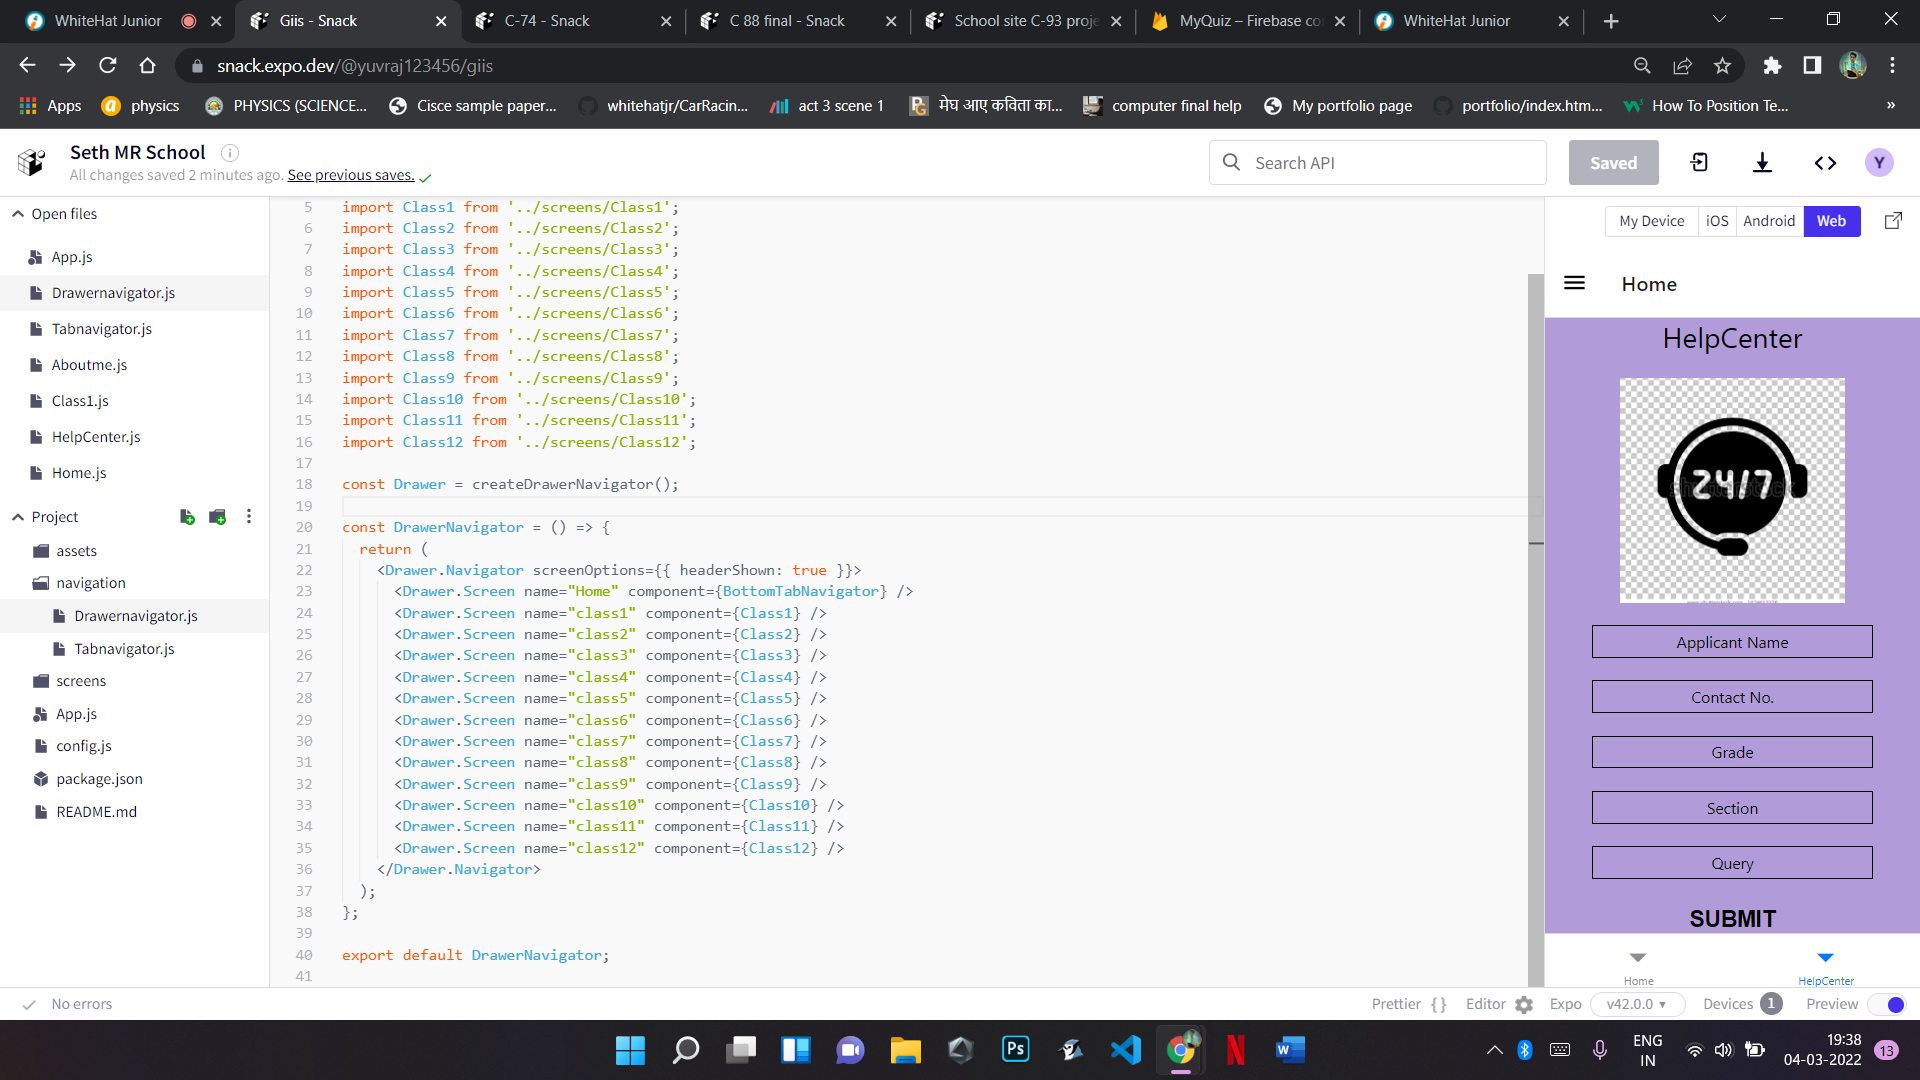 WhiteHat Junior
Giis - Snack
C-74 - Snack
C 88 final - Snack
School site C-93 proje
MyQuiz – Firebase co
WhiteHat Junior
snack.expo.dev/@yuvraj123456/giis
Apps
physics
PHYSICS (SCIENCE...
Cisce sample paper...
whitehatjr/CarRacin...
act 3 scene 1
मेघ आए कविता का...
computer final help
My portfolio page
portfolio/index.htm...
How To Position Te...
»
Seth MR School
All changes saved 2 minutes ago. See previous saves.
Search API
Saved
Y
Open files
App.js
Drawernavigator.js
Tabnavigator.js
Aboutme.js
Class1.js
HelpCenter.js
Home.js
Project
assets
navigation
Drawernavigator.js
Tabnavigator.js
screens
App.js
config.js
package.json
README.md
5 import Class1 from '../screens/Class1';
6 import Class2 from '../screens/Class2';
7 import Class3 from '../screens/Class3';
8 import Class4 from '../screens/Class4';
9 import Class5 from '../screens/Class5';
10 import Class6 from '../screens/Class6';
11 import Class7 from '../screens/Class7';
12 import Class8 from '../screens/Class8';
13 import Class9 from '../screens/Class9';
14 import Class10 from '../screens/Class10';
15 import Class11 from '../screens/Class11';
16 import Class12 from '../screens/Class12';
17
18 const Drawer = createDrawerNavigator();
19
20 const DrawerNavigator = () => {
21 return (
22 <Drawer.Navigator screenOptions={{ headerShown: true }}>
23 <Drawer.Screen name="Home" component={BottomTabNavigator} />
24 <Drawer.Screen name="class1" component={Class1} />
25 <Drawer.Screen name="class2" component={Class2} />
26 <Drawer.Screen name="class3" component={Class3} />
27 <Drawer.Screen name="class4" component={Class4} />
28 <Drawer.Screen name="class5" component={Class5} />
29 <Drawer.Screen name="class6" component={Class6} />
30 <Drawer.Screen name="class7" component={Class7} />
31 <Drawer.Screen name="class8" component={Class8} />
32 <Drawer.Screen name="class9" component={Class9} />
33 <Drawer.Screen name="class10" component={Class10} />
34 <Drawer.Screen name="class11" component={Class11} />
35 <Drawer.Screen name="class12" component={Class12} />
36 </Drawer.Navigator>
37 );
38 };
39
40 export default DrawerNavigator;
41
My Device
iOS
Android
Web
Home
HelpCenter
24/7
shutterstock
Applicant Name
Contact No.
Grade
Section
Query
SUBMIT
Home
HelpCenter
No errors
Prettier { }
Editor
Expo
v42.0.0
Devices 1
Preview
Ps
ENG
IN
19:38
04-03-2022
13